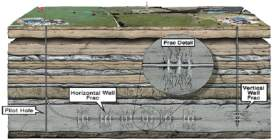 Frac Detail
Horizontal Well
Frac
Vertical
Well
Frac
Pilot Hole